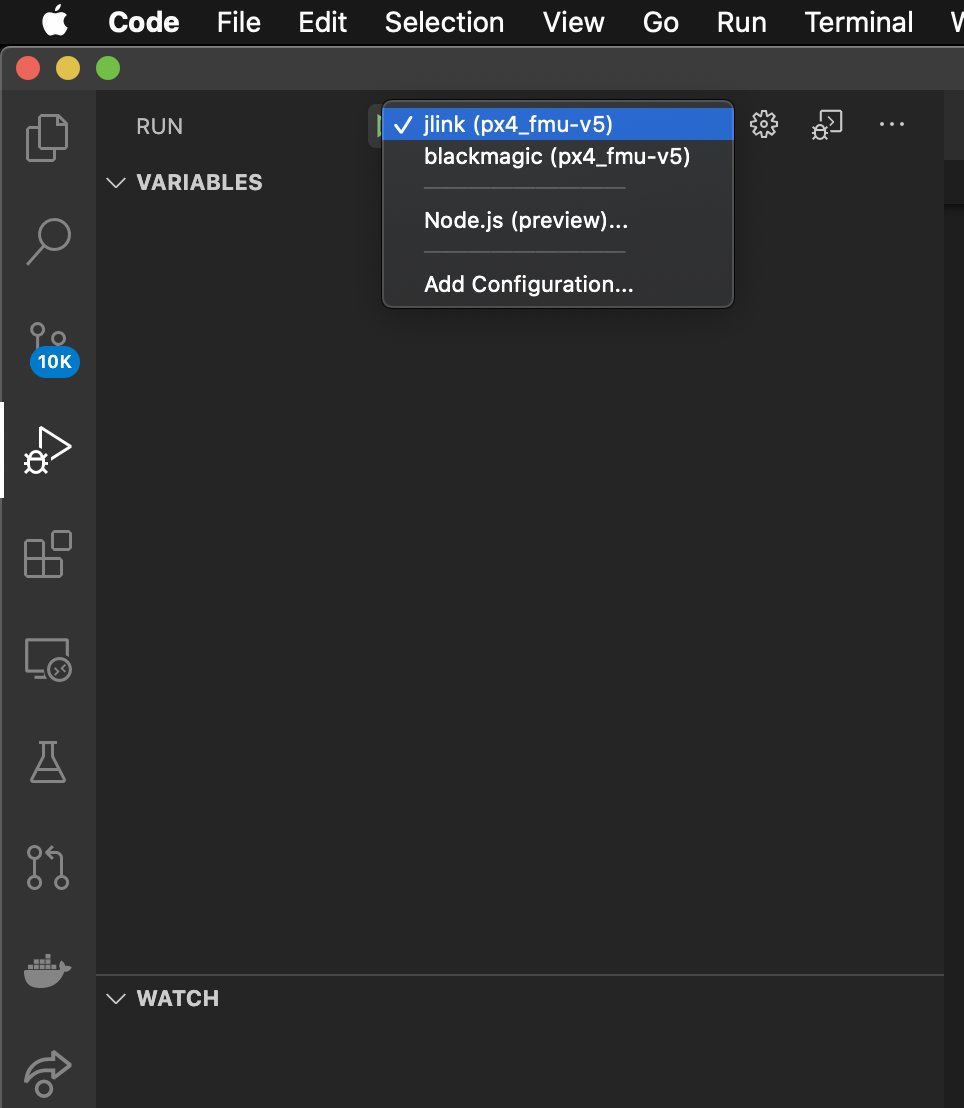 Code File Edit Selection View Go Run Terminal
RUN
✓ jlink (px4_fmu-v5)
blackmagic (px4_fmu-v5)
Node.js (preview)...
Add Configuration...
VARIABLES
10K
WATCH